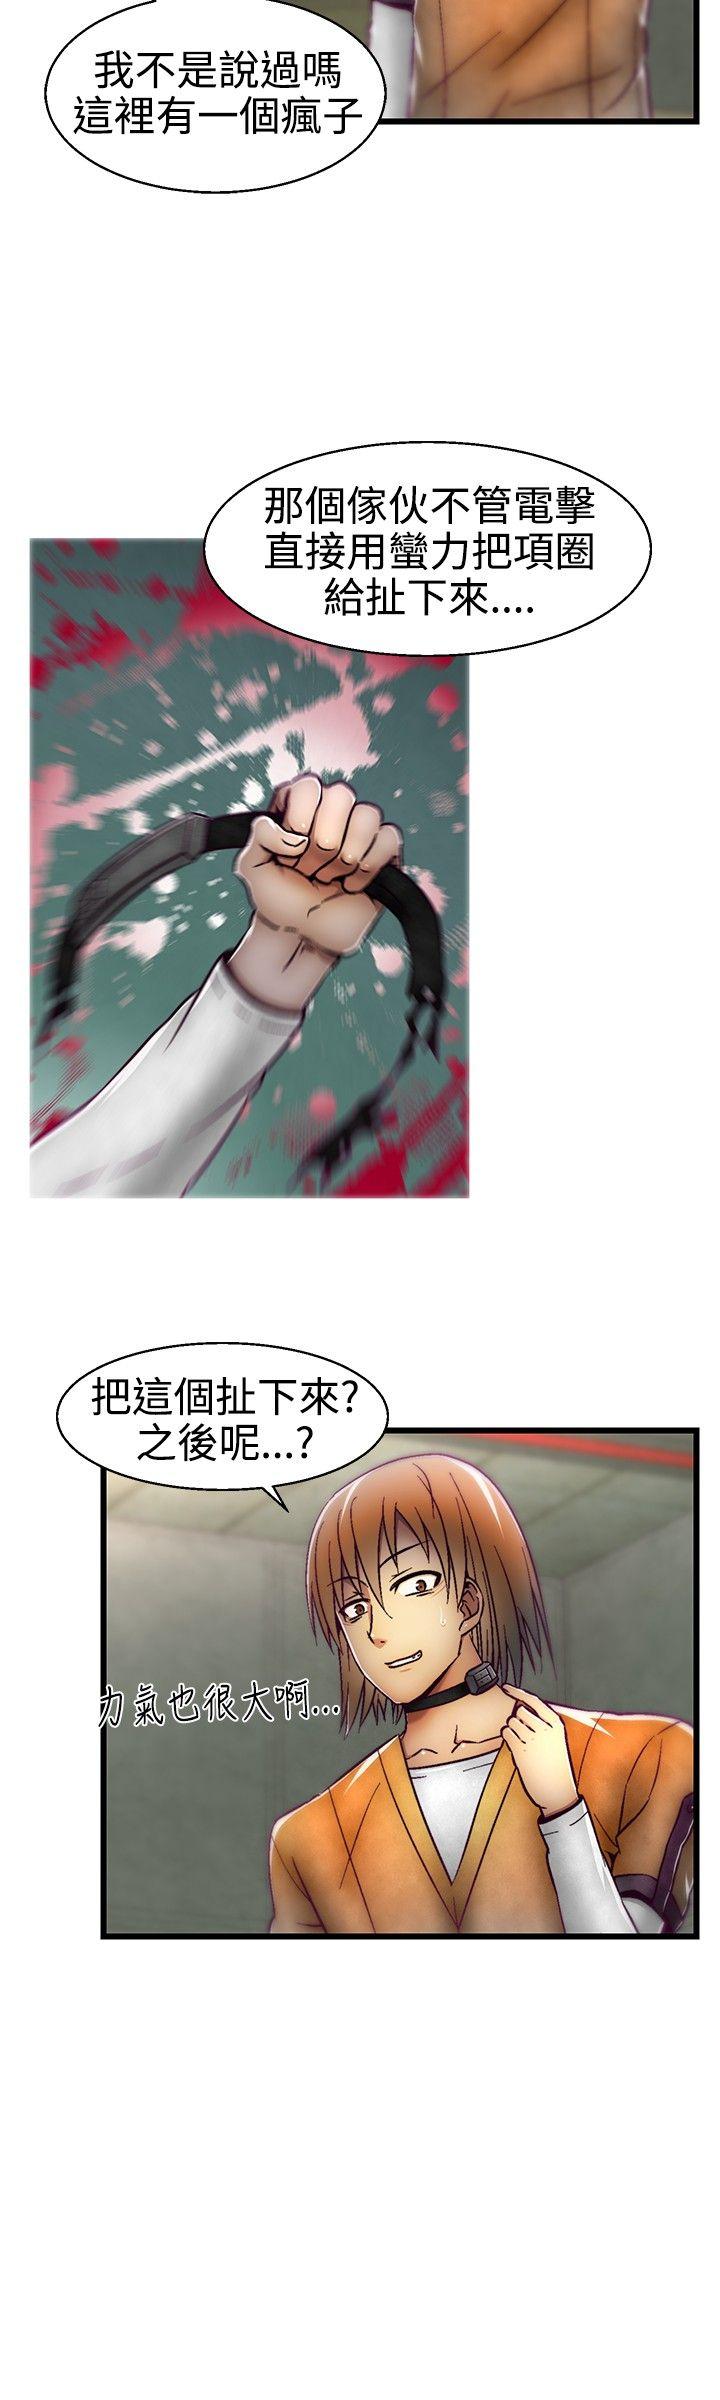 我不是說過嗎
這裡有一個瘋子
那個傢伙不管電擊
直接用蠻力把項圈
給扯下來....
把這個扯下來?
之後呢...?
力氣也很大啊...